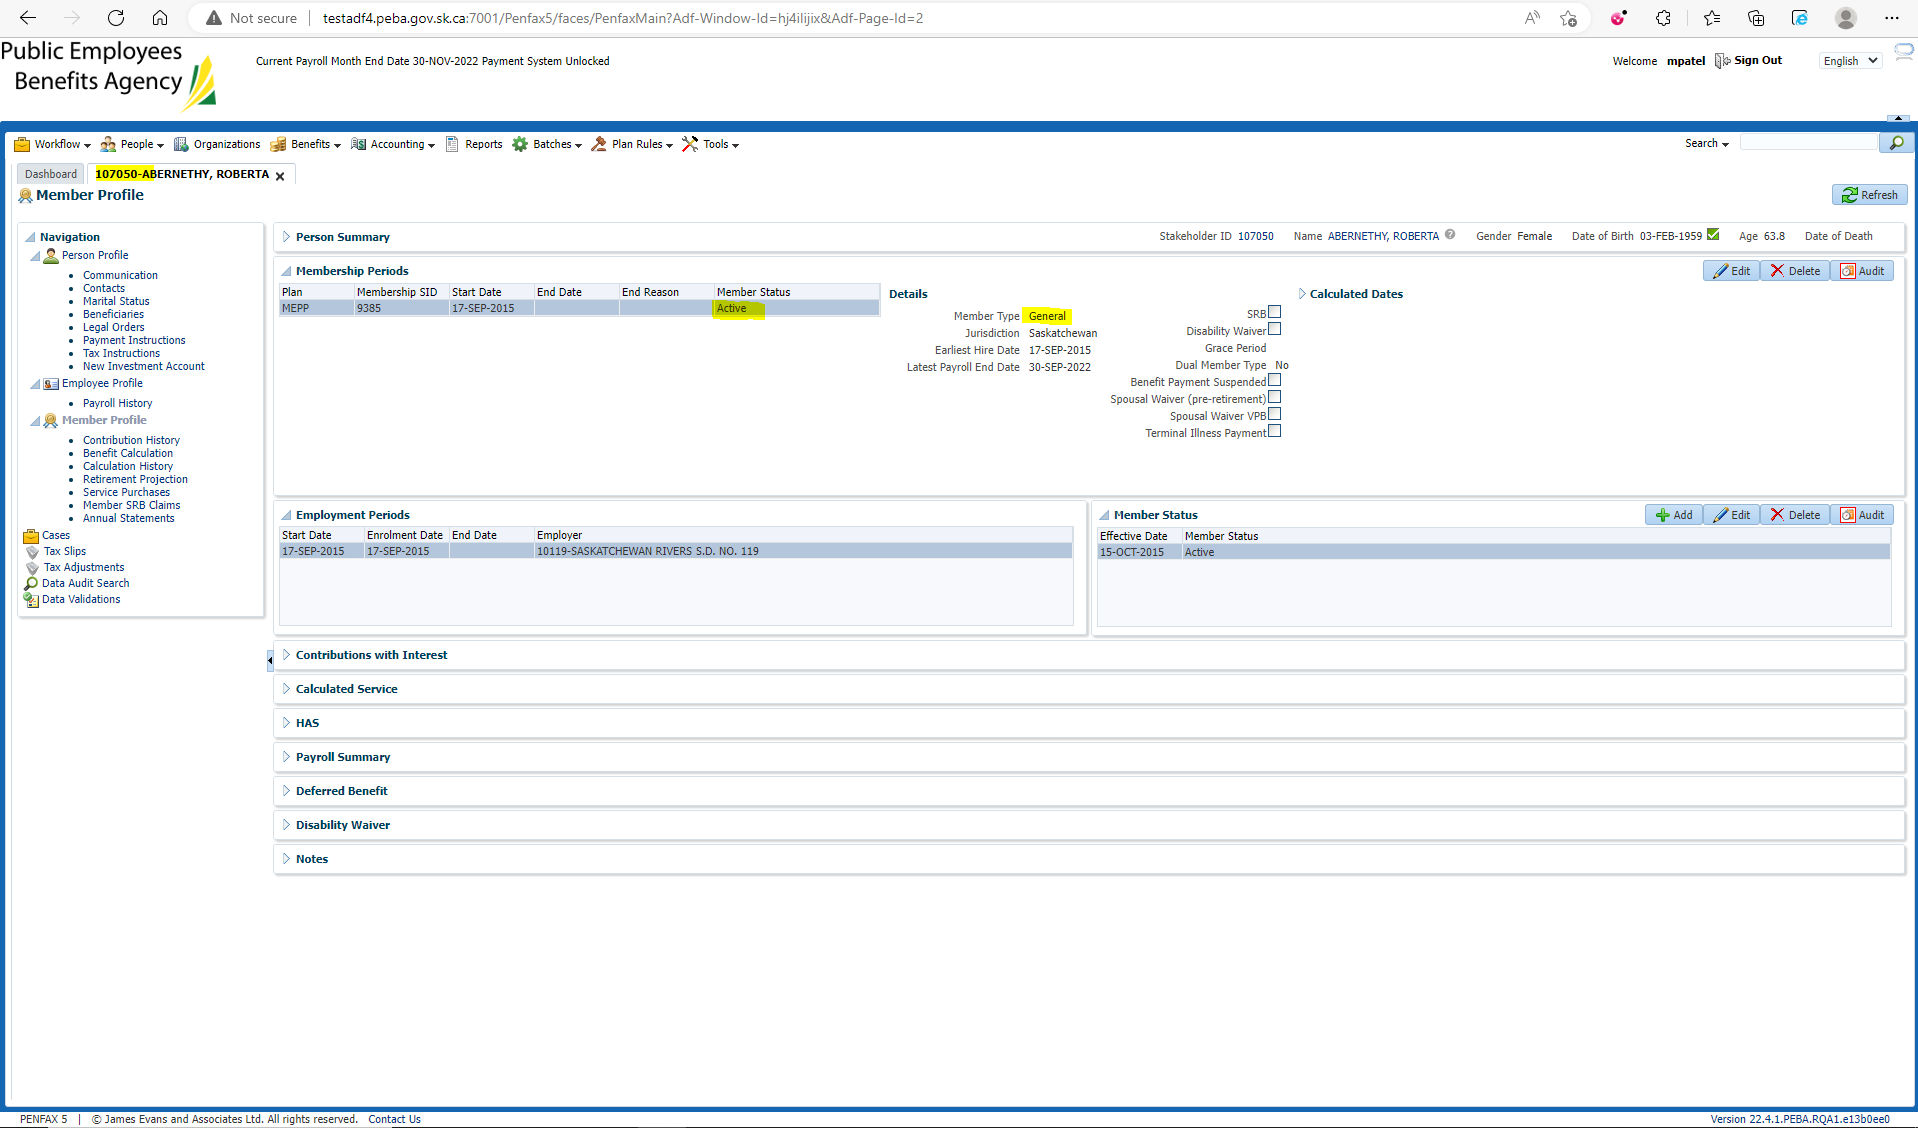 Not secure testadf4.peba.gov.sk.ca:7001/Penfax5/faces/PenfaxMain?Adf-Window-Id=hj4ilijix&Adf-Page-Id=2
Public Employees
Benefits Agency
Current Payroll Month End Date 30-NOV-2022 Payment System Unlocked
Welcome mpatel Sign Out English
Workflow People Organizations Benefits Accounting Reports Batches Plan Rules Tools Search
Dashboard 107050-ABERNETHY, ROBERTA
Member Profile
Refresh
Navigation
Person Profile
Communication
Contacts
Marital Status
Beneficiaries
Legal Orders
Payment Instructions
Tax Instructions
New Investment Account
Employee Profile
Payroll History
Member Profile
Contribution History
Benefit Calculation
Calculation History
Retirement Projection
Service Purchases
Member SRB Claims
Annual Statements
Cases
Tax Slips
Tax Adjustments
Data Audit Search
Data Validations
Person Summary
Stakeholder ID 107050 Name ABERNETHY, ROBERTA Gender Female Date of Birth 03-FEB-1959 Age 63.8 Date of Death
Membership Periods
Edit Delete Audit
Plan Membership SID Start Date End Date End Reason Member Status
MEPP 9385 17-SEP-2015 Active
Details
Member Type General
Jurisdiction Saskatchewan
Earliest Hire Date 17-SEP-2015
Latest Payroll End Date 30-SEP-2022
SRB
Disability Waiver
Grace Period
Dual Member Type No
Benefit Payment Suspended
Spousal Waiver (pre-retirement)
Spousal Waiver VPB
Terminal Illness Payment
Calculated Dates
Employment Periods
Start Date Enrolment Date End Date Employer
17-SEP-2015 17-SEP-2015 10119-SASKATCHEWAN RIVERS S.D. NO. 119
Member Status
Add Edit Delete Audit
Effective Date Member Status
15-OCT-2015 Active
Contributions with Interest
Calculated Service
HAS
Payroll Summary
Deferred Benefit
Disability Waiver
Notes
PENFAX 5 | © James Evans and Associates Ltd. All rights reserved. Contact Us
Version 22.4.1.PEBA.RQA1.e13b0ee0